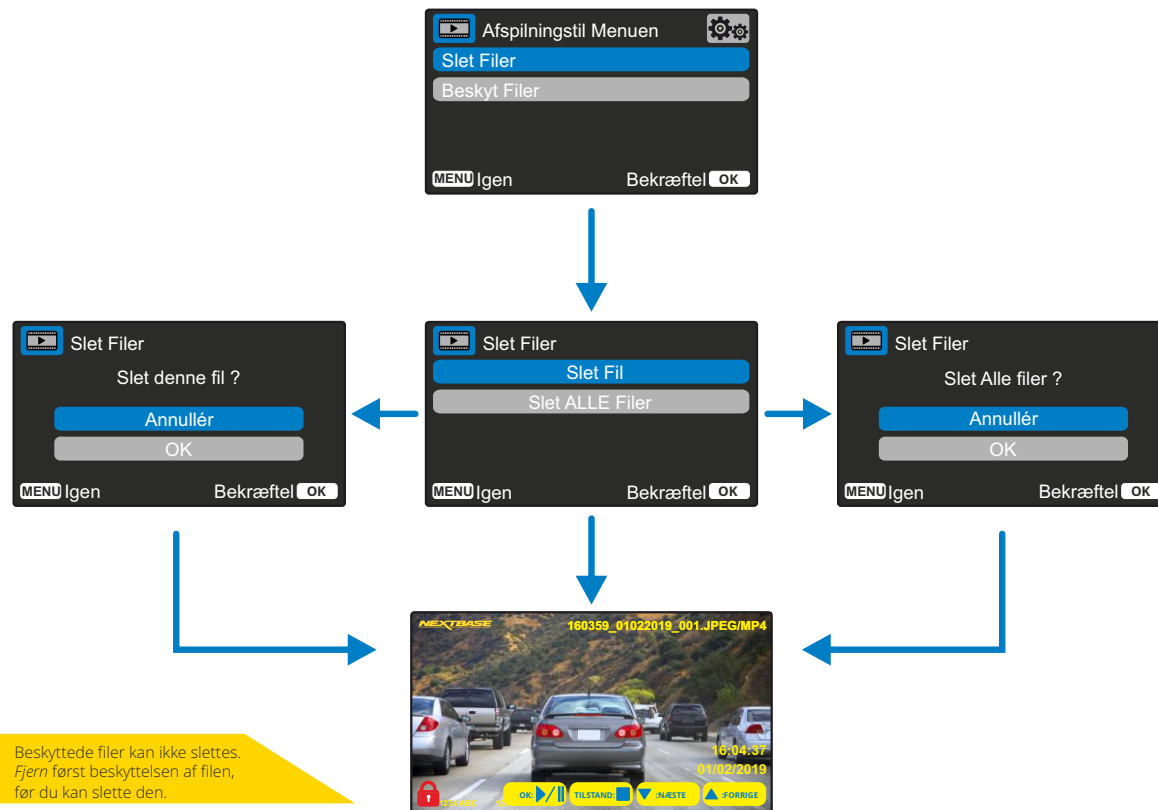 Afspilningstil Menuen
Slet Filer
Beskyt Filer
MENU Igen
Bekræftel OK
Slet Filer
Slet denne fil ?
Annullér
OK
MENU Igen
Bekræftel OK
Slet Filer
Slet Fil
Slet ALLE Filer
MENU Igen
Bekræftel OK
Slet Filer
Slet Alle filer ?
Annullér
OK
MENU Igen
Bekræftel OK
NEXTBASE
160359_01022019_001.JPEG/MP4
16:04:37
01/02/2019
OK:
TILSTAND:
:NÆSTE
:FORRIGE
Beskyttede filer kan ikke slettes.
Fjern først beskyttelsen af filen,
før du kan slette den.